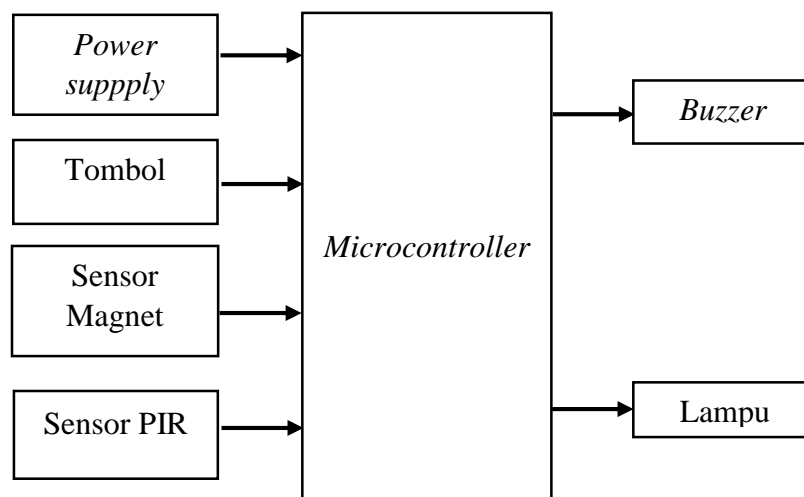 Power
suppply
Tombol
Sensor
Magnet
Sensor PIR
Microcontroller
Buzzer
Lampu